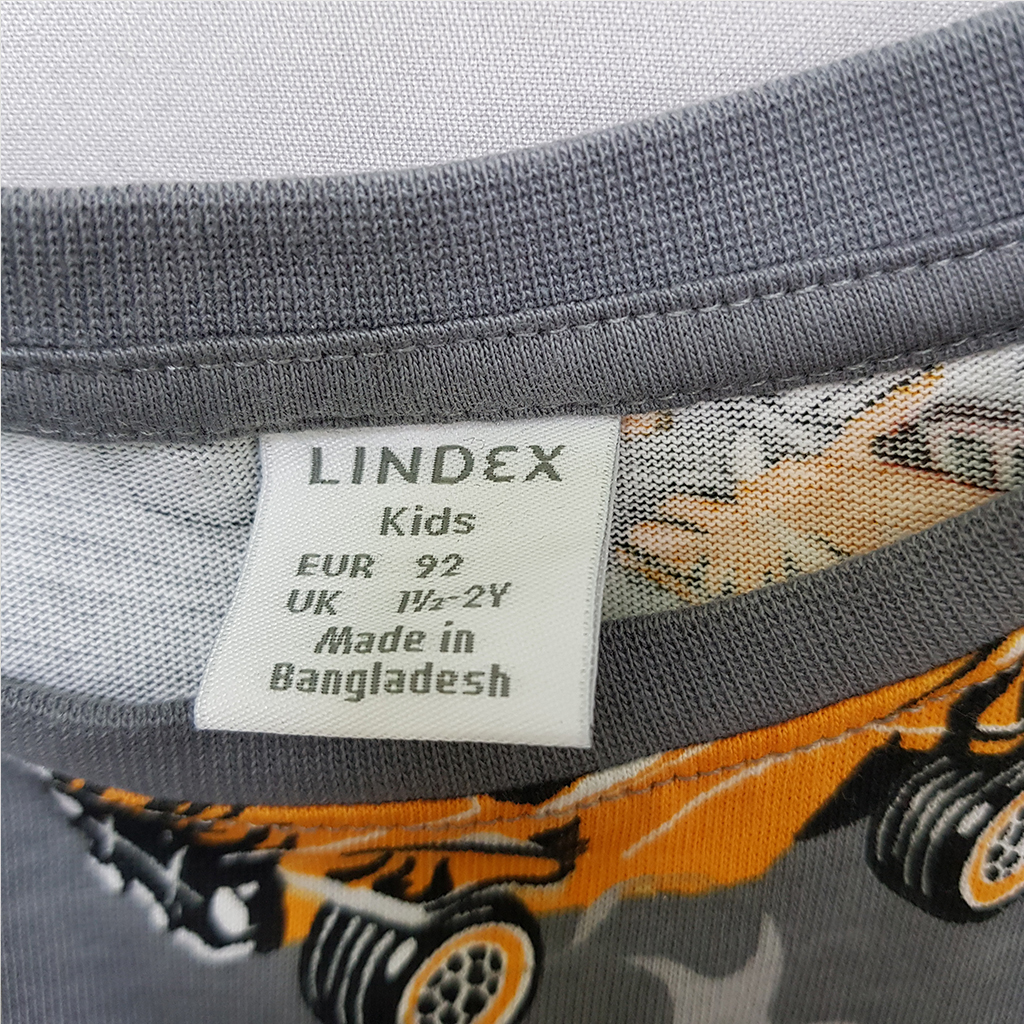 LINDEX
Kids
EUR 92
UK 1½-2Y
Made in
Bangladesh